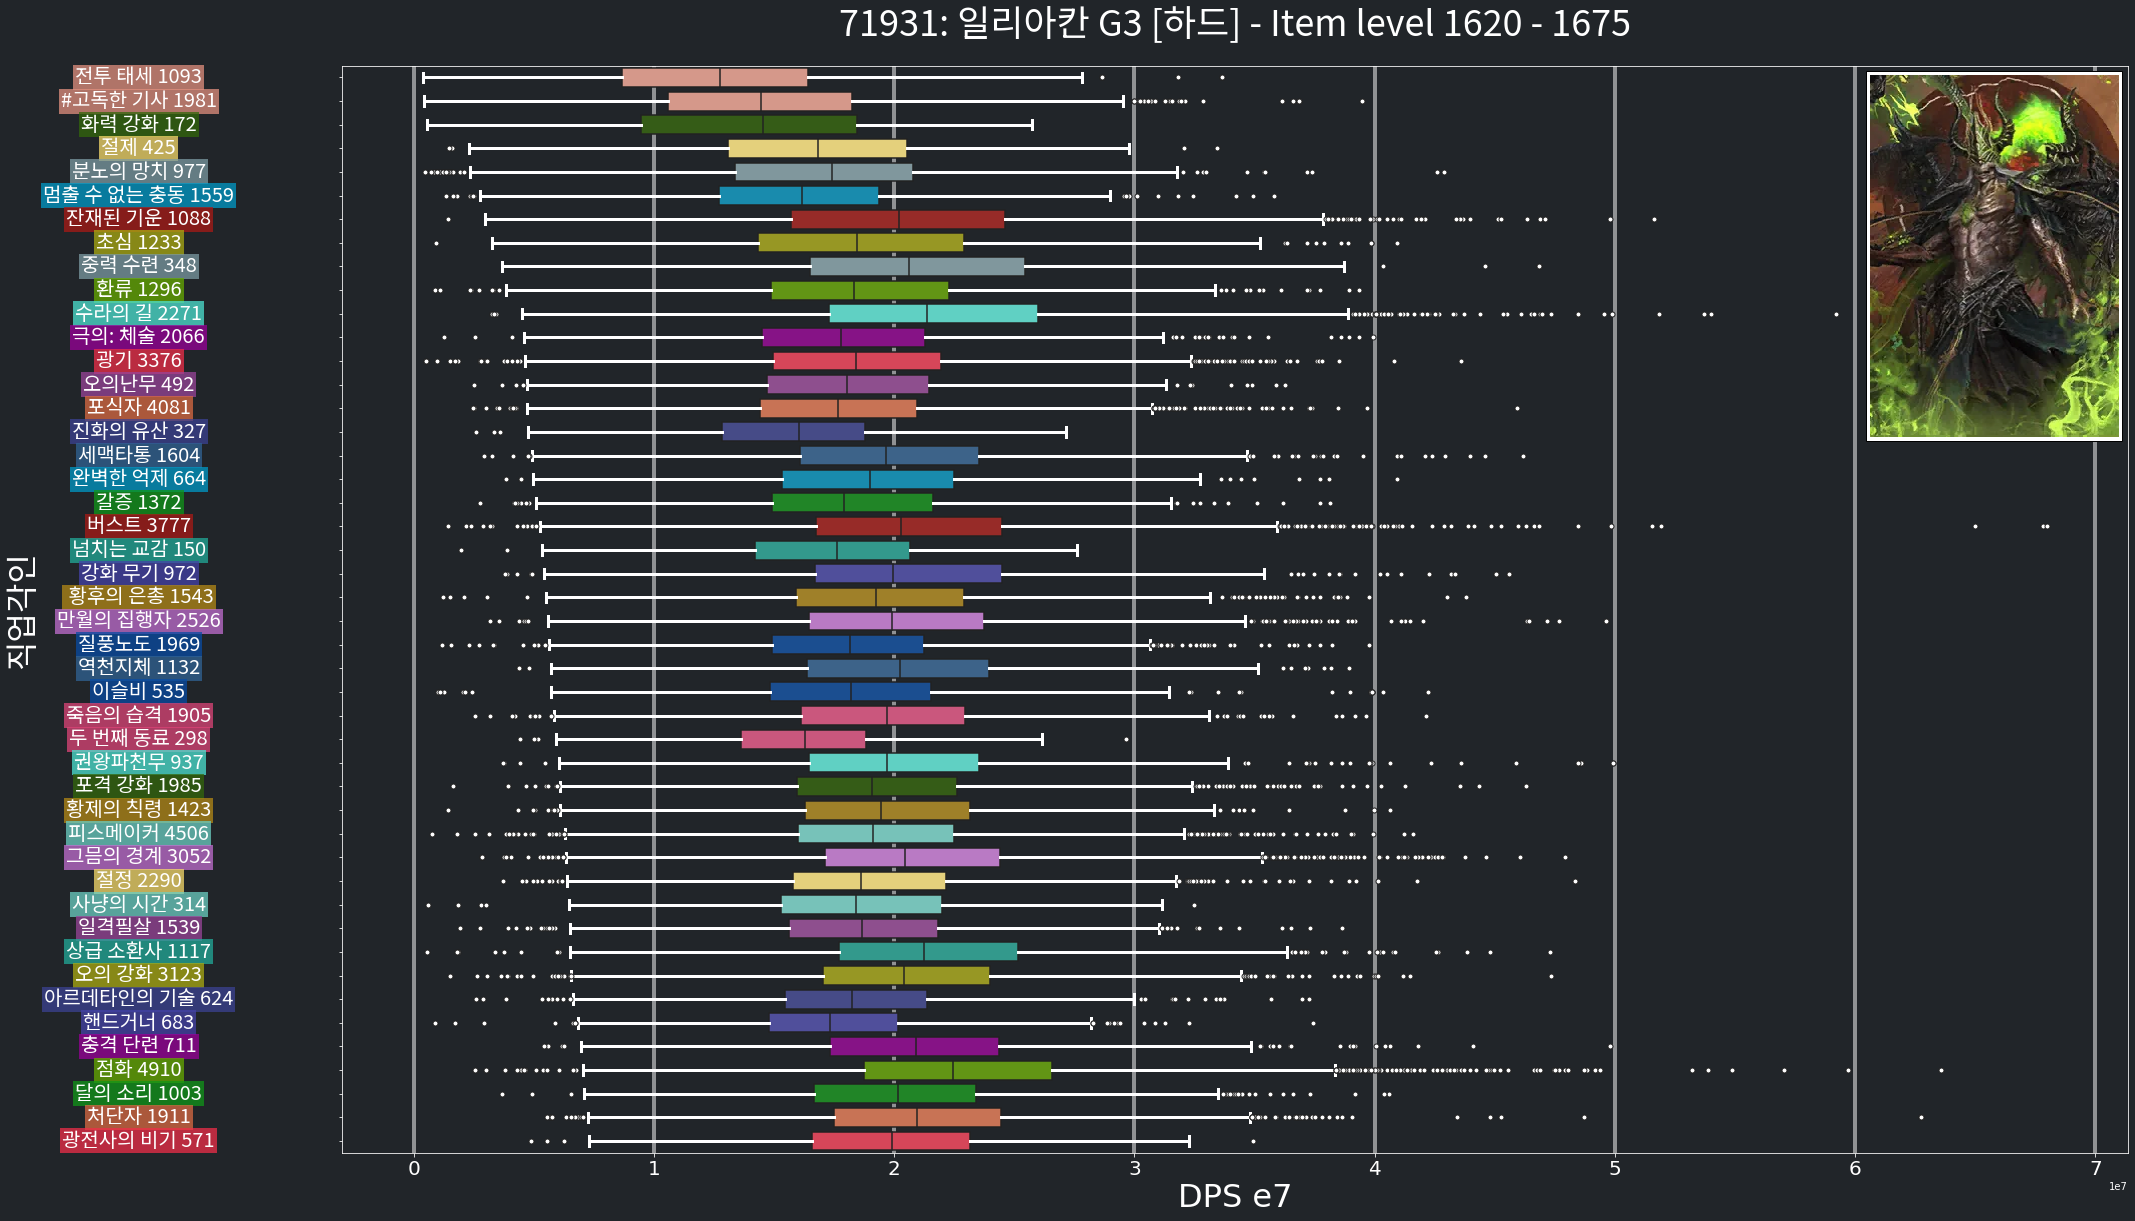 71931: 일리아칸 G3 [하드] - Item level 1620 - 1675
전투 태세 1093
#고독한 기사 1981
화력 강화 172
절제 425
분노의 망치 977
멈출 수 없는 충동 1559
잔재된 기운 1088
초심 1233
중력 수련 348
환류 1296
수라의 길 2271
극의: 체술 2066
광기 3376
오의난무 492
포식자 4081
진화의 유산 327
세맥타통 1604
완벽한 억제 664
갈증 1372
버스트 3777
넘치는 교감 150
강화 무기 972
황후의 은총 1543
만월의 집행자 2526
질풍노도 1969
역천지체 1132
이슬비 535
죽음의 습격 1905
두 번째 동료 298
권왕파천무 937
포격 강화 1985
황제의 칙령 1423
피스메이커 4506
그믐의 경계 3052
절정 2290
사냥의 시간 314
일격필살 1539
상급 소환사 1117
오의 강화 3123
아르데타인의 기술 624
핸드거너 683
충격 단련 711
점화 4910
달의 소리 1003
처단자 1911
광전사의 비기 571
직업각인
0 1 2 3 4 5 6 7
DPS e7
1e7